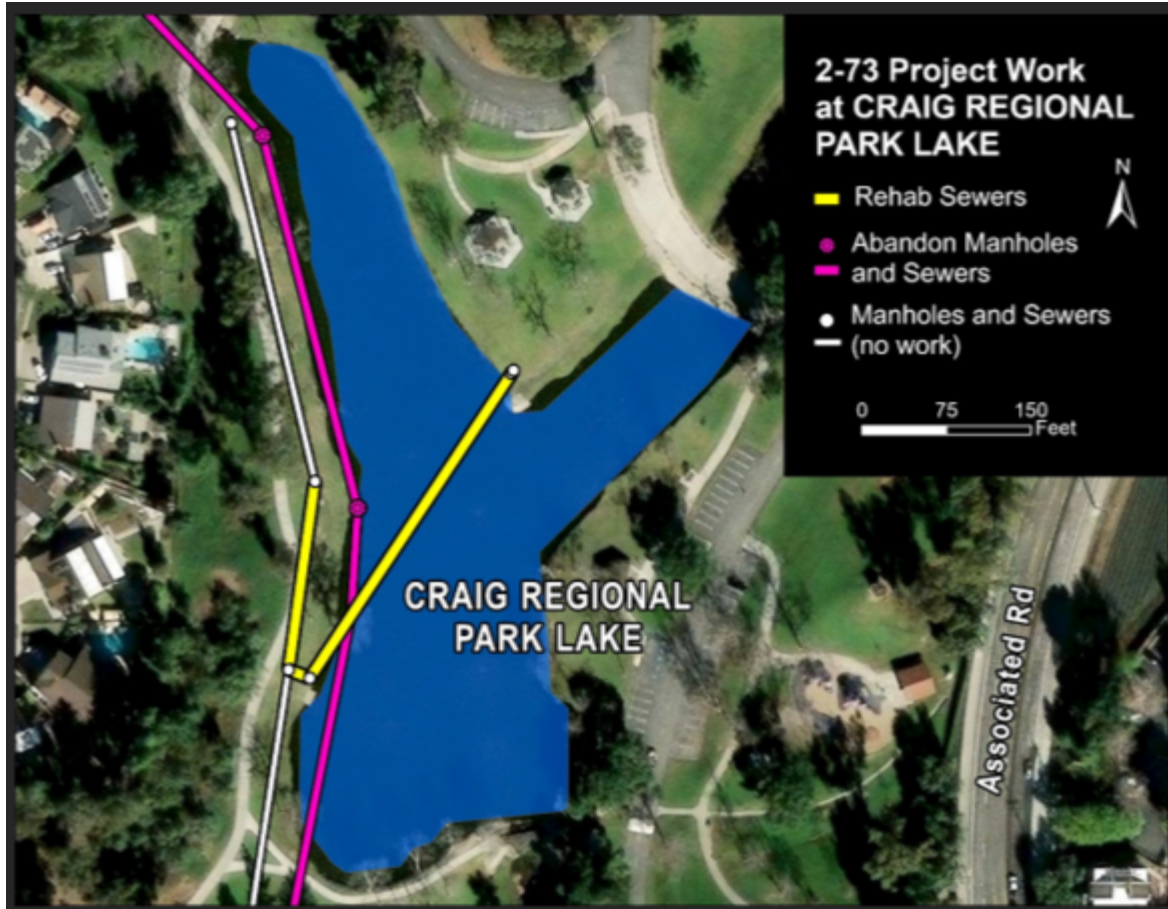 2-73 Project Work
at CRAIG REGIONAL
PARK LAKE
N
Rehab Sewers
Abandon Manholes
and Sewers
Manholes and Sewers
(no work)
0 75 150
Feet
CRAIG REGIONAL
PARK LAKE
Associated Rd